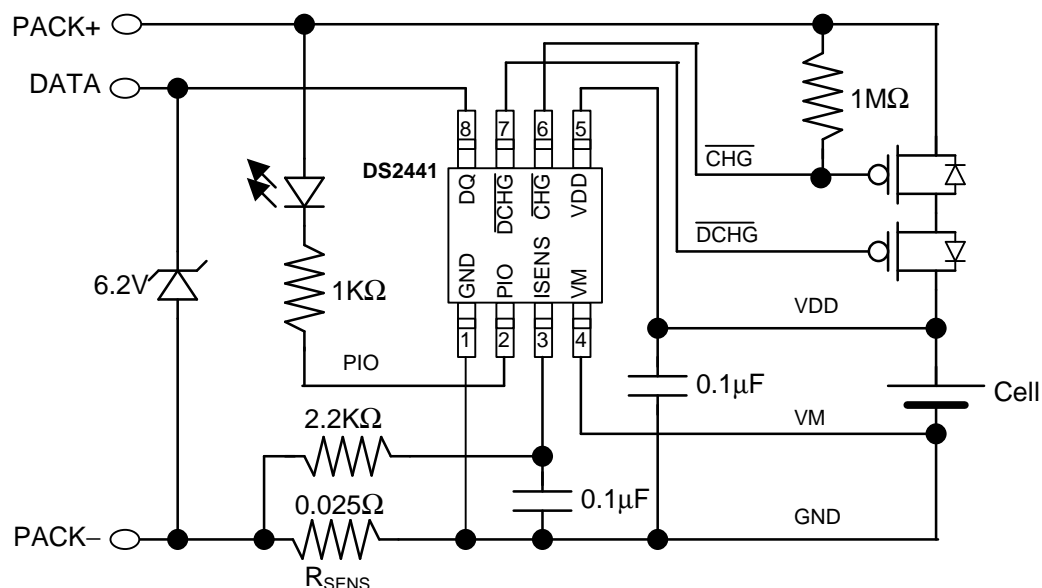 PACK+
DATA
8
7
6
5
1MΩ
CHG
DS2441
DQ
DCHG
CHG
VDD
DCHG
6.2V
1KΩ
GND
PIO
ISENS
VM
VDD
1
2
3
4
PIO
0.1μF
Cell
2.2KΩ
VM
0.025Ω
0.1μF
GND
PACK–
RSENS